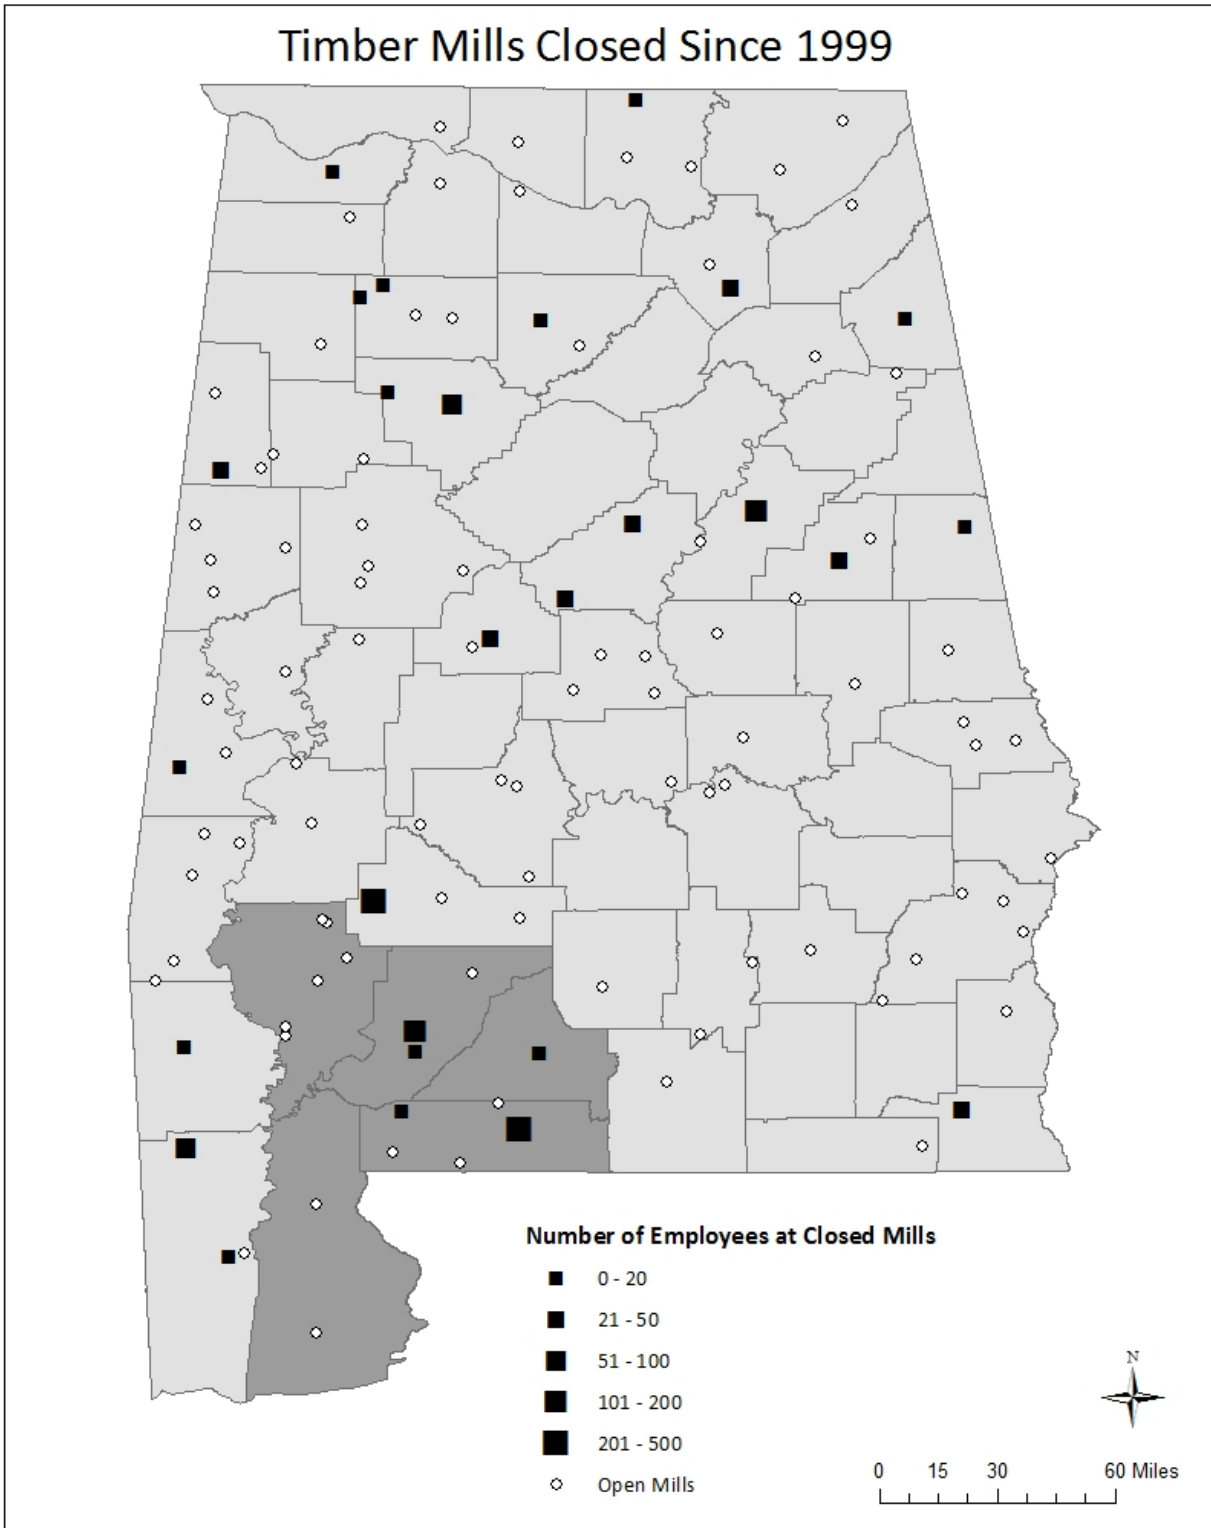 Timber Mills Closed Since 1999
Number of Employees at Closed Mills
0 - 20
21 - 50
51 - 100
101 - 200
201 - 500
Open Mills
N
0 15 30 60 Miles